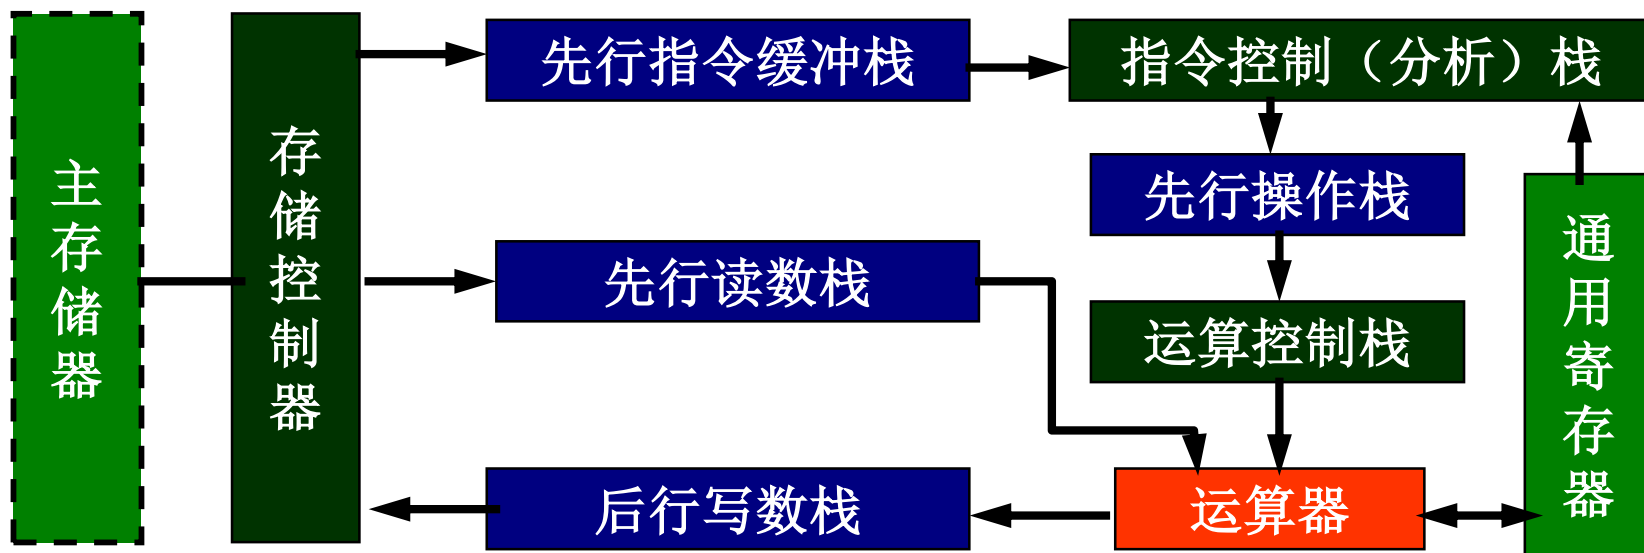 主存储器
存储控制器
先行指令缓冲栈
指令控制（分析）栈
先行操作栈
先行读数栈
运算控制栈
后行写数栈
运算器
通用寄存器